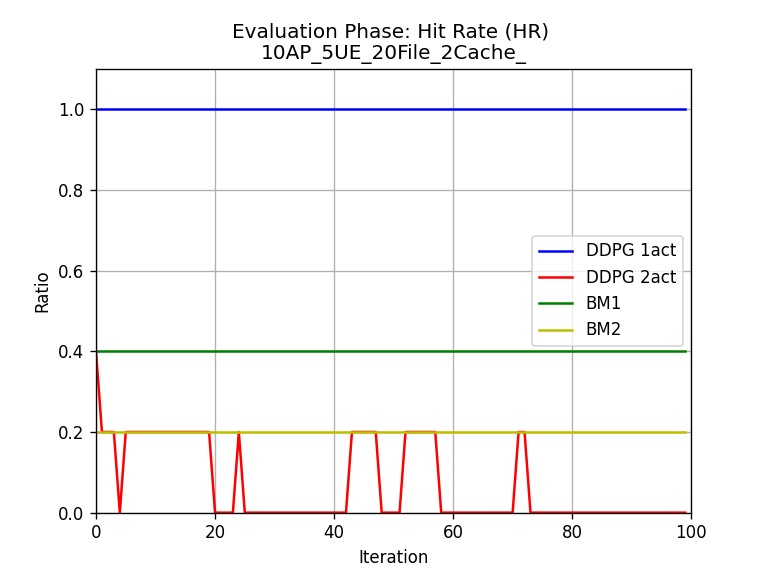 Evaluation Phase: Hit Rate (HR)
10AP_5UE_20File_2Cache_
Ratio
1.0
0.8
0.6
0.4
0.2
0.0
0
20
40
60
80
100
Iteration
DDPG 1act
DDPG 2act
BM1
BM2